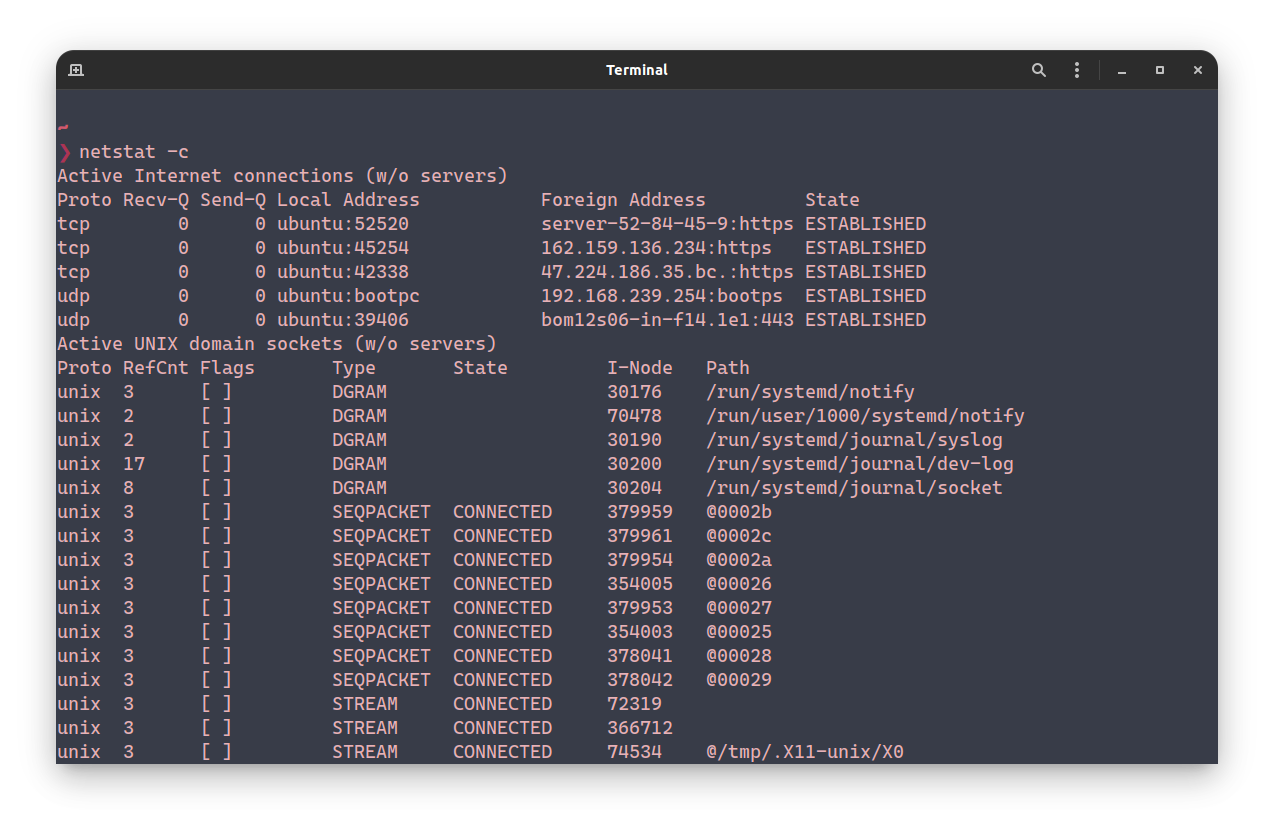 Terminal
~
❯ netstat -c
Active Internet connections (w/o servers)
Proto Recv-Q Send-Q Local Address           Foreign Address         State
tcp        0      0 ubuntu:52520            server-52-84-45-9:https ESTABLISHED
tcp        0      0 ubuntu:45254            162.159.136.234:https   ESTABLISHED
tcp        0      0 ubuntu:42338            47.224.186.35.bc.:https ESTABLISHED
udp        0      0 ubuntu:bootpc           192.168.239.254:bootps  ESTABLISHED
udp        0      0 ubuntu:39406            bom12s06-in-f14.1e1:443 ESTABLISHED
Active UNIX domain sockets (w/o servers)
Proto RefCnt Flags       Type       State         I-Node   Path
unix  3      [ ]         DGRAM                    30176    /run/systemd/notify
unix  2      [ ]         DGRAM                    70478    /run/user/1000/systemd/notify
unix  2      [ ]         DGRAM                    30190    /run/systemd/journal/syslog
unix  17     [ ]         DGRAM                    30200    /run/systemd/journal/dev-log
unix  8      [ ]         DGRAM                    30204    /run/systemd/journal/socket
unix  3      [ ]         SEQPACKET  CONNECTED     379959   @0002b
unix  3      [ ]         SEQPACKET  CONNECTED     379961   @0002c
unix  3      [ ]         SEQPACKET  CONNECTED     379954   @0002a
unix  3      [ ]         SEQPACKET  CONNECTED     354005   @00026
unix  3      [ ]         SEQPACKET  CONNECTED     379953   @00027
unix  3      [ ]         SEQPACKET  CONNECTED     354003   @00025
unix  3      [ ]         SEQPACKET  CONNECTED     378041   @00028
unix  3      [ ]         SEQPACKET  CONNECTED     378042   @00029
unix  3      [ ]         STREAM     CONNECTED     72319
unix  3      [ ]         STREAM     CONNECTED     366712
unix  3      [ ]         STREAM     CONNECTED     74534    @/tmp/.X11-unix/X0